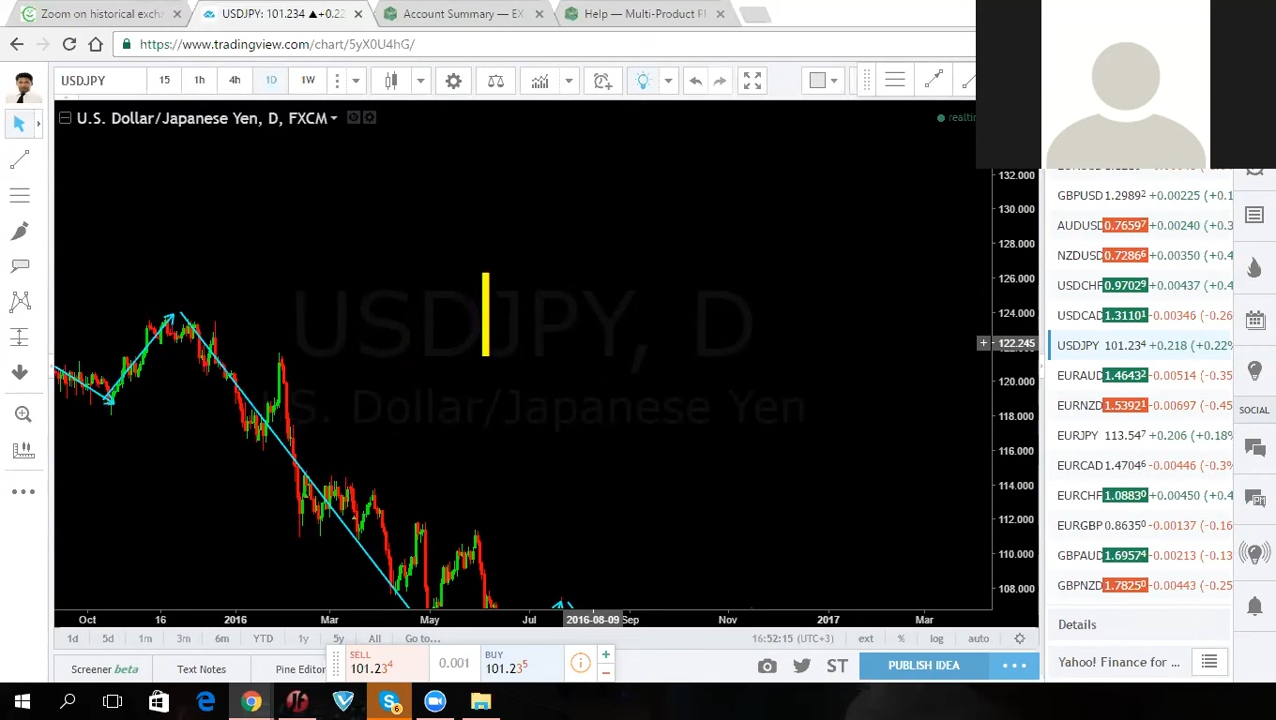 Zoom on historical exch
USDJPY: 101.234 ▲+0.22
Account Summary — EX
Help — Multi-Product Pl
https://www.tradingview.com/chart/5yX0U4hG/
USDJPY
15
1h
4h
1D
1W
U.S. Dollar/Japanese Yen, D, FXCM
realtim
USDJPY, D
S. Dollar/Japanese Yen
132.000
130.000
128.000
126.000
124.000
122.245
120.000
118.000
116.000
114.000
112.000
110.000
108.000
GBPUSD 1.29892 +0.00225 (+0.1
AUDUSD 0.76597 +0.00240 (+0.3
NZDUSD 0.72866 +0.00350 (+0.4
USDCHF 0.97029 +0.00437 (+0.4
USDCAD 1.31101 -0.00346 (-0.26
USDJPY 101.234 +0.218 (+0.22%
EURAUD 1.46432 -0.00514 (-0.35
EURNZD 1.53921 -0.00697 (-0.45
EURJPY 113.547 +0.206 (+0.18%
EURCAD 1.47046 -0.00446 (-0.3%
EURCHF 1.08830 +0.00450 (+0.4
EURGBP 0.86350 -0.00137 (-0.16
GBPAUD 1.69574 -0.00213 (-0.13
GBPNZD 1.78250 -0.00443 (-0.25
SOCIAL
Details
Yahoo! Finance for ...
Oct
16
2016
Mar
May
Jul
2016-08-09
Sep
Nov
2017
Mar
1d
5d
1m
3m
6m
YTD
1y
5y
All
Go to...
16:52:15 (UTC+3)
ext
%
log
auto
Screener beta
Text Notes
Pine Editor
SELL
101.234
0.001
BUY
101.235
ST
PUBLISH IDEA
6